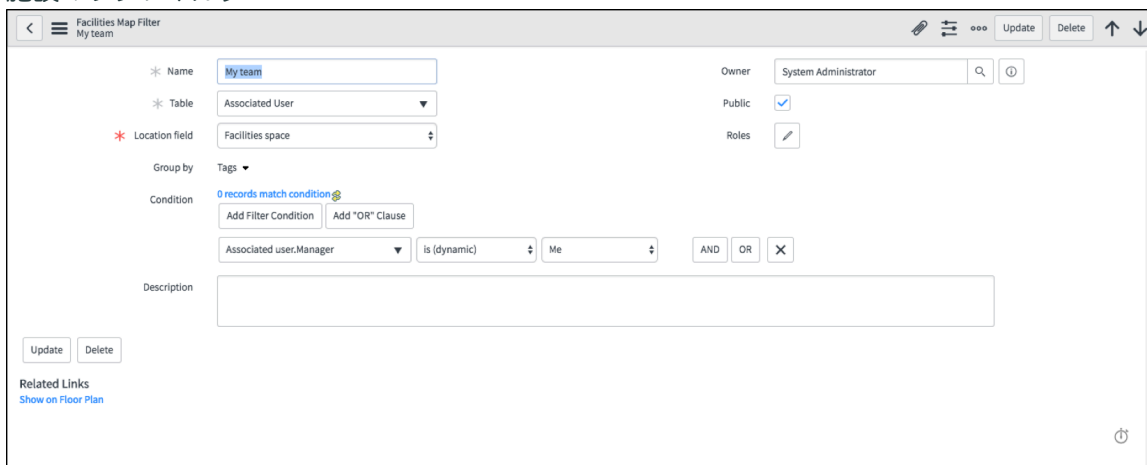 Facilities Map Filter
My team
Update
Delete
Name
My team
Owner
System Administrator
Table
Associated User
Public
Location field
Facilities space
Roles
Group by
Tags
Condition
0 records match condition
Add Filter Condition
Add "OR" Clause
Associated user.Manager
is (dynamic)
Me
AND
OR
Description
Update
Delete
Related Links
Show on Floor Plan